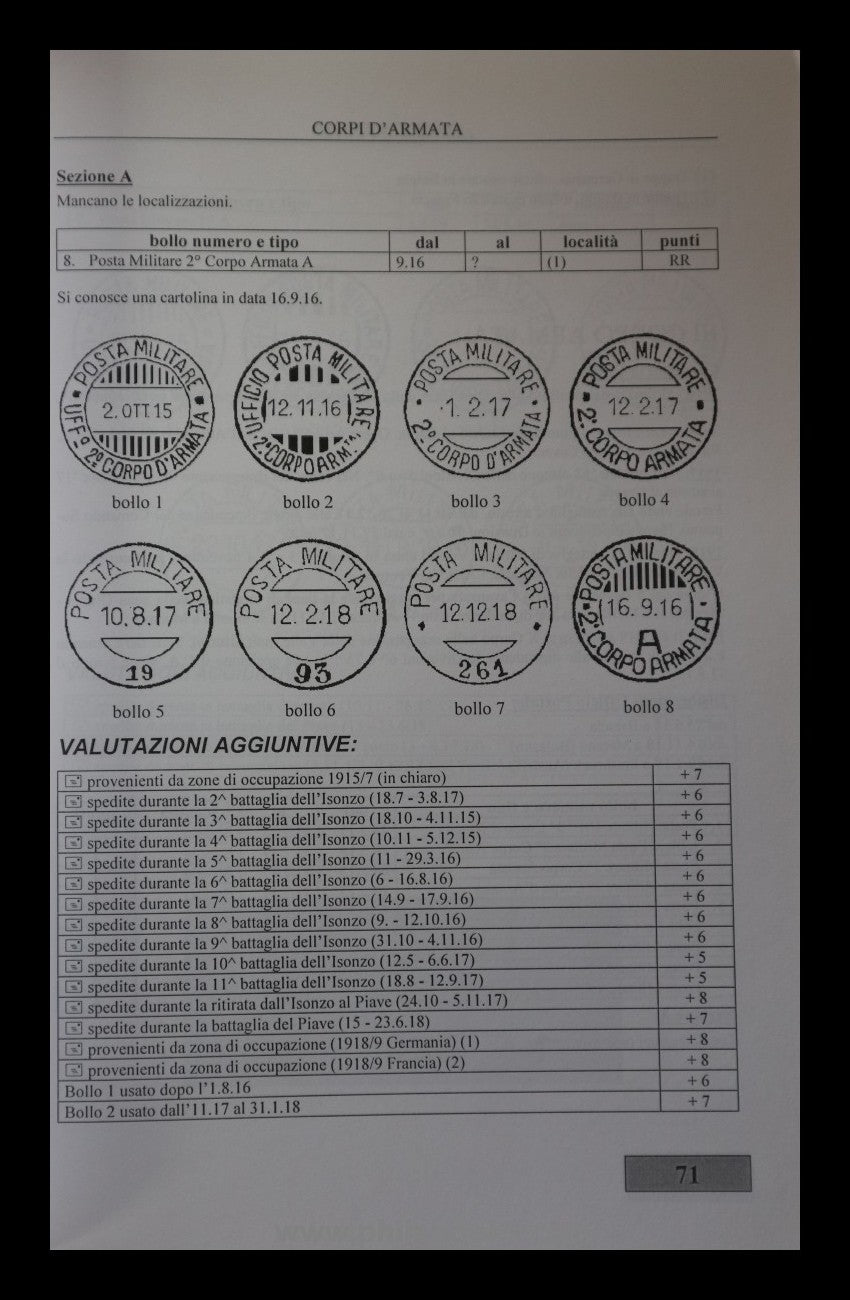 CORPI D'ARMATA
Sezione A
Mancano le localizzazioni.
bollo numero e tipo dal al località punti
8. Posta Militare 2° Corpo Armata A 9.16 ? (1) RR
Si conosce una cartolina in data 16.9.16.
POSTA MILITARE
2.OTT.15
UFF° 2° CORPO D'ARMATA
UFFICIO POSTA MILITARE
12.11.16
2° CORPO ARM.TA
POSTA MILITARE
·1. 2.17
2° CORPO D'ARMATA
POSTA MILITARE
12.2.17
2° CORPO ARMATA
bollo 1 bollo 2 bollo 3 bollo 4
POSTA MILITARE
10.8.17
19
POSTA MILITARE
12. 2.18
93
POSTA MILITARE
12.12.18
261
POSTA MILITARE
16. 9.16
A
2° CORPO ARMATA
bollo 5 bollo 6 bollo 7 bollo 8
VALUTAZIONI AGGIUNTIVE:
provenienti da zone di occupazione 1915/7 (in chiaro) + 7
spedite durante la 2^ battaglia dell'Isonzo (18.7 - 3.8.17) + 6
spedite durante la 3^ battaglia dell'Isonzo (18.10 - 4.11.15) + 6
spedite durante la 4^ battaglia dell'Isonzo (10.11 - 5.12.15) + 6
spedite durante la 5^ battaglia dell'Isonzo (11 - 29.3.16) + 6
spedite durante la 6^ battaglia dell'Isonzo (6 - 16.8.16) + 6
spedite durante la 7^ battaglia dell'Isonzo (14.9 - 17.9.16) + 6
spedite durante la 8^ battaglia dell'Isonzo (9. - 12.10.16) + 6
spedite durante la 9^ battaglia dell'Isonzo (31.10 - 4.11.16) + 6
spedite durante la 10^ battaglia dell'Isonzo (12.5 - 6.6.17) + 5
spedite durante la 11^ battaglia dell'Isonzo (18.8 - 12.9.17) + 5
spedite durante la ritirata dall'Isonzo al Piave (24.10 - 5.11.17) + 8
spedite durante la battaglia del Piave (15 - 23.6.18) + 7
provenienti da zona di occupazione (1918/9 Germania) (1) + 8
provenienti da zona di occupazione (1918/9 Francia) (2) + 8
Bollo 1 usato dopo l'1.8.16 + 6
Bollo 2 usato dall'11.17 al 31.1.18 + 7
71